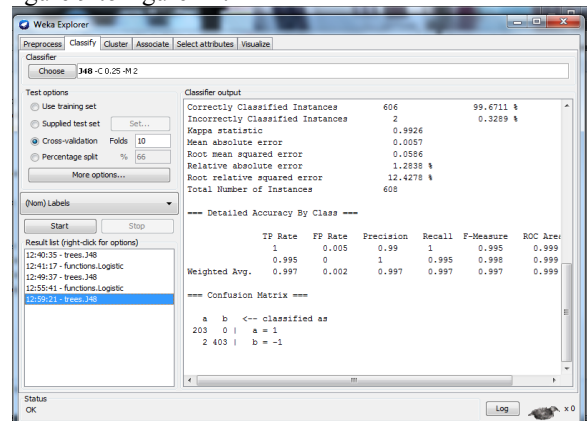 Weka Explorer
Preprocess Classify Cluster Associate Select attributes Visualize
Classifier
Choose J48 -C 0.25 -M 2
Test options
Use training set
Supplied test set Set...
Cross-validation Folds 10
Percentage split % 66
More options...
(Nom) Labels
Start Stop
Result list (right-click for options)
12:40:35 - trees.J48
12:41:17 - functions.Logistic
12:49:37 - trees.J48
12:55:41 - functions.Logistic
12:59:21 - trees.J48
Classifier output
Correctly Classified Instances 606 99.6711 %
Incorrectly Classified Instances 2 0.3289 %
Kappa statistic 0.9926
Mean absolute error 0.0057
Root mean squared error 0.0586
Relative absolute error 1.2838 %
Root relative squared error 12.4278 %
Total Number of Instances 608
=== Detailed Accuracy By Class ===
TP Rate FP Rate Precision Recall F-Measure ROC Area
1 0.005 0.99 1 0.995 0.999
0.995 0 1 0.995 0.998 0.999
Weighted Avg. 0.997 0.002 0.997 0.997 0.997 0.999
=== Confusion Matrix ===
a b <-- classified as
203 0 | a = 1
2 403 | b = -1
Status
OK
Log x 0